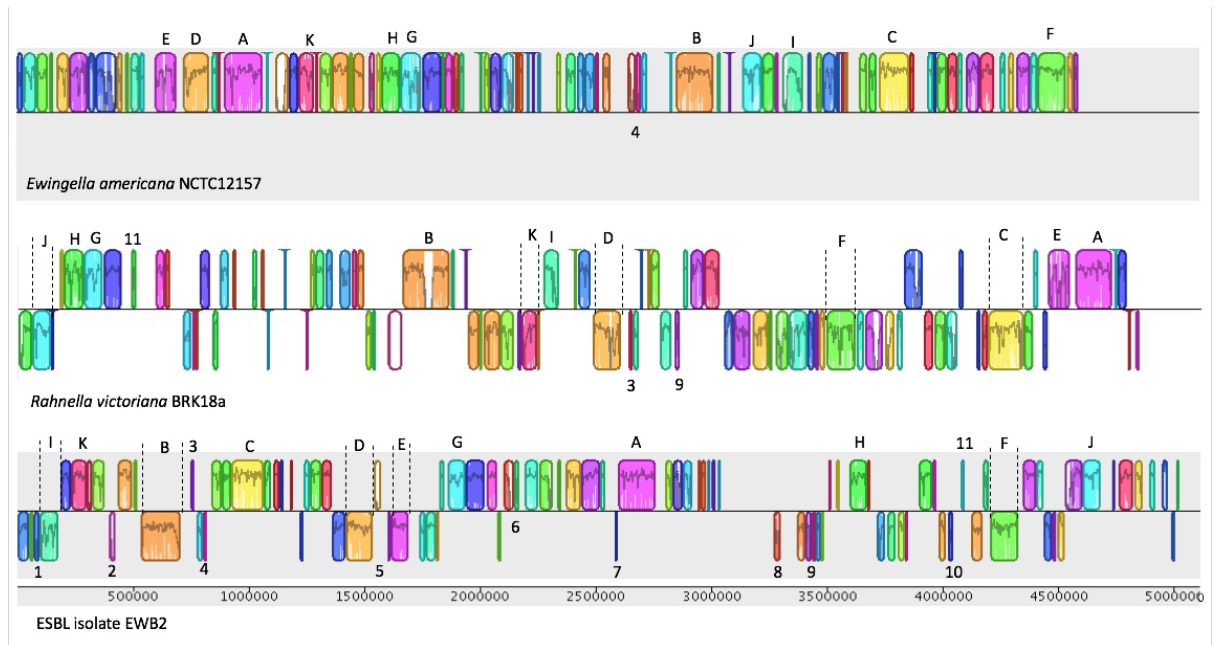 E D A K H G B J I C F
4
Ewingella americana NCTC12157
J H G 11 B K I D F C E A
3 9
Rahnella victoriana BRK18a
I K B 3 C D E G A H 11 F J
6
1 2 4 5 7 8 9 10
500000 1000000 1500000 2000000 2500000 3000000 3500000 4000000 4500000 5000000
ESBL isolate EWB2